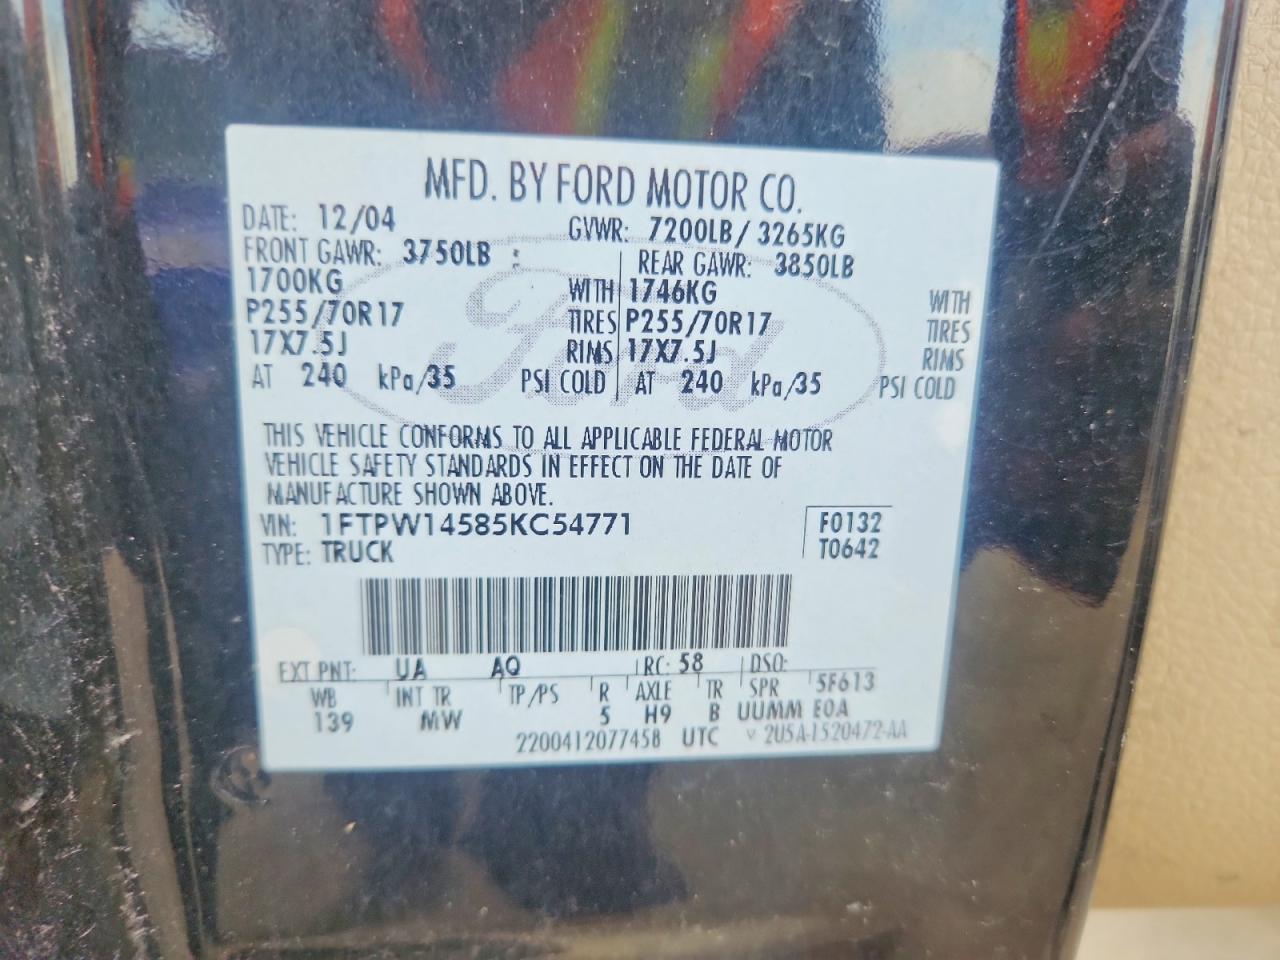 MFD. BY FORD MOTOR CO.
DATE: 12/04 GVWR: 7200LB/ 3265KG
FRONT GAWR: 3750LB : REAR GAWR: 3850LB
1700KG WITH 1746KG WITH
P255/70R17 TIRES P255/70R17 TIRES
17X7.5J RIMS 17X7.5J RIMS
AT 240 kPa/35 PSI COLD AT 240 kPa/35 PSI COLD
Ford
THIS VEHICLE CONFORMS TO ALL APPLICABLE FEDERAL MOTOR
VEHICLE SAFETY STANDARDS IN EFFECT ON THE DATE OF
MANUFACTURE SHOWN ABOVE.
VIN: 1FTPW14585KC54771 F0132
TYPE: TRUCK T0642
EXT PNT: UA AQ RC: 58 DSO:
WB INT TR TP/PS R AXLE TR SPR 5F613
139 MW 5 H9 B UUMM EOA
2200412077458 UTC v 2U5A-1520472-AA